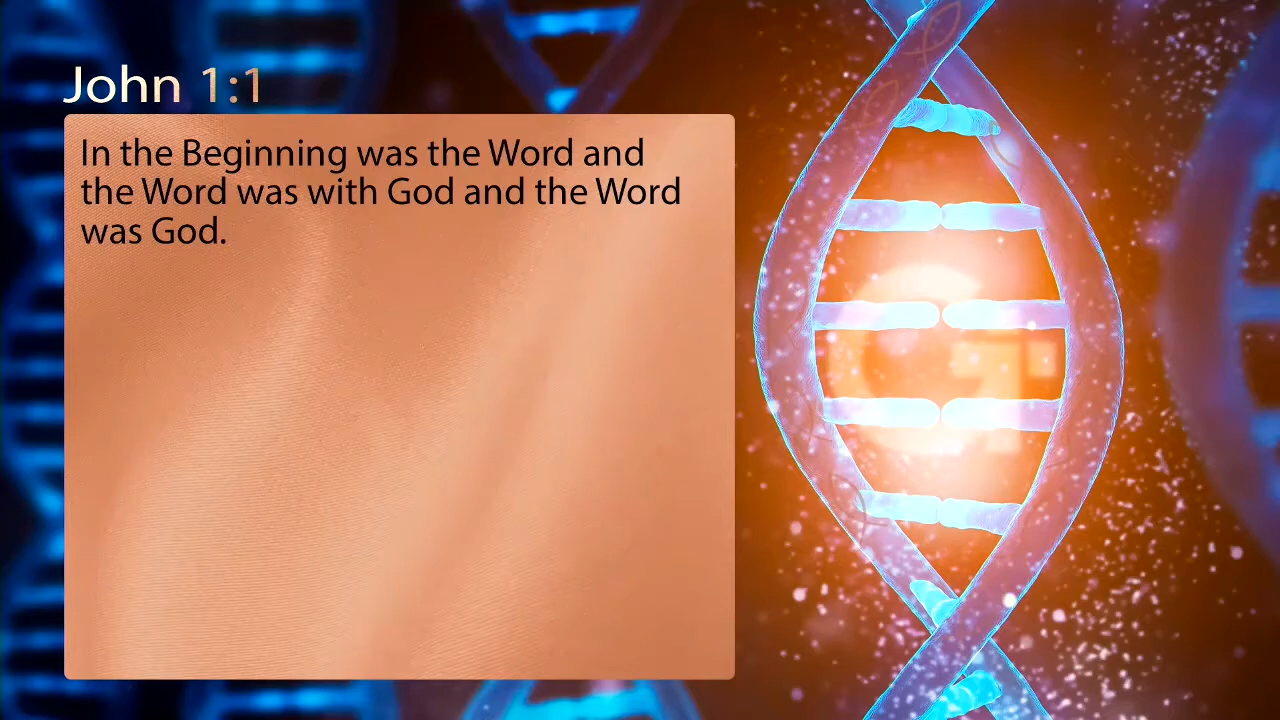 John 1:1
In the Beginning was the Word and
the Word was with God and the Word
was God.